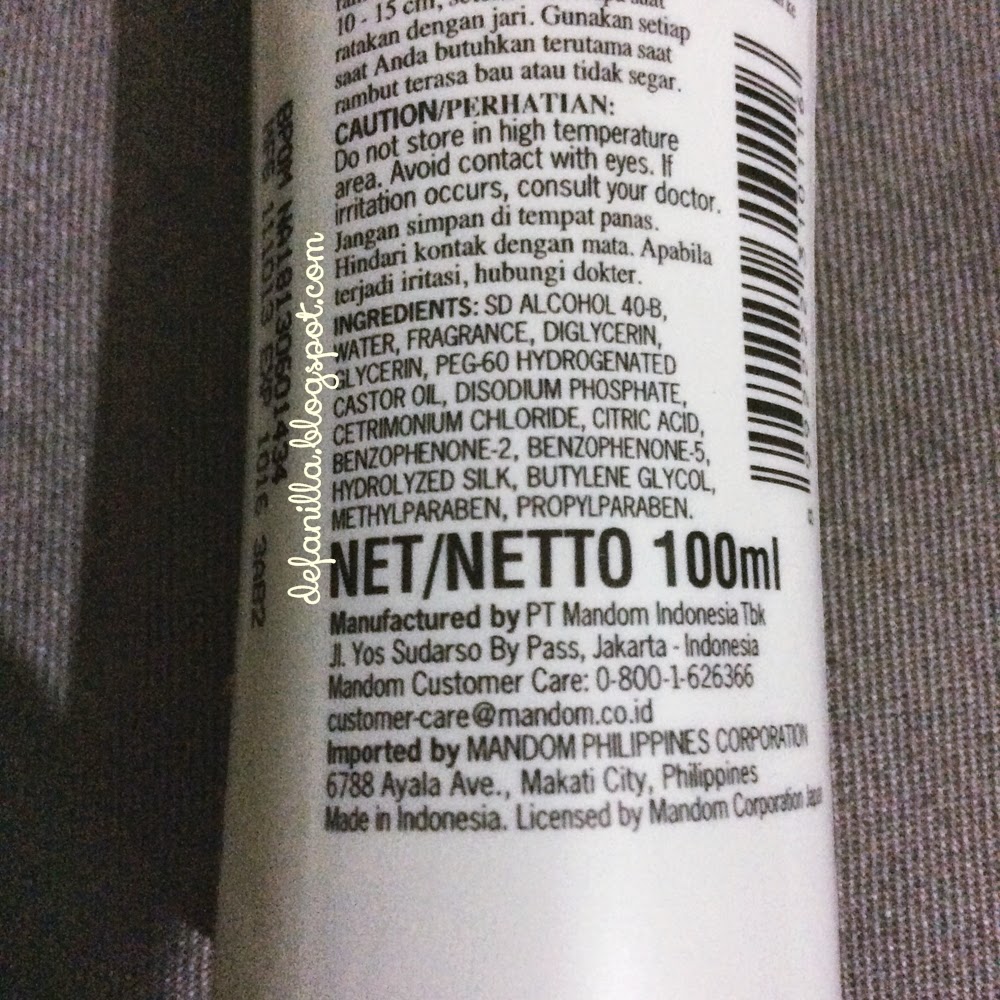 10 - 15 cm,
ratakan dengan jari. Gunakan setiap
saat Anda butuhkan terutama saat
rambut terasa bau atau tidak segar.
CAUTION/PERHATIAN:
Do not store in high temperature
area. Avoid contact with eyes. If
irritation occurs, consult your doctor.
Jangan simpan di tempat panas.
Hindari kontak dengan mata. Apabila
terjadi iritasi, hubungi dokter.
INGREDIENTS: SD ALCOHOL 40-B,
WATER, FRAGRANCE, DIGLYCERIN,
GLYCERIN, PEG-60 HYDROGENATED
CASTOR OIL, DISODIUM PHOSPHATE,
CETRIMONIUM CHLORIDE, CITRIC ACID,
BENZOPHENONE-2, BENZOPHENONE-5,
HYDROLYZED SILK, BUTYLENE GLYCOL,
METHYLPARABEN, PROPYLPARABEN.
NET/NETTO 100ml
Manufactured by PT Mandom Indonesia Tbk
Jl. Yos Sudarso By Pass, Jakarta - Indonesia
Mandom Customer Care: 0-800-1-626366
customer-care@mandom.co.id
Imported by MANDOM PHILIPPINES CORPORATION
6788 Ayala Ave., Makati City, Philippines
Made in Indonesia. Licensed by Mandom Corporation Japan
BPOM NA18130601434
defanilla.blogspot.com